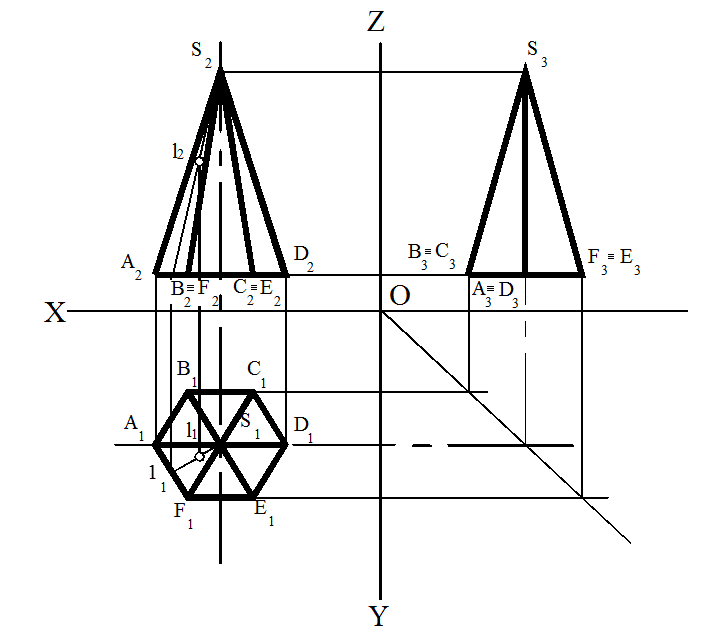 Z
S₂
S₃
l₂
A₂
D₂
B₃≡C₃
F₃≡E₃
B₂≡F₂
C₂≡E₂
A₃≡D₃
O
X
B₁
C₁
A₁
l₁
S₁
D₁
1₁
F₁
E₁
Y